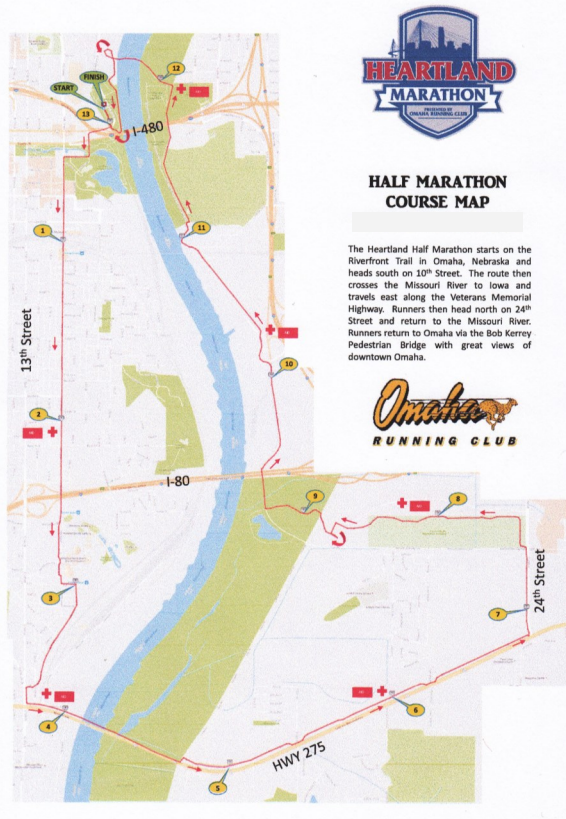 HEARTLAND
MARATHON
PRESENTED BY
OMAHA RUNNING CLUB
HALF MARATHON
COURSE MAP
The Heartland Half Marathon starts on the
Riverfront Trail in Omaha, Nebraska and
heads south on 10th Street. The route then
crosses the Missouri River to Iowa and
travels east along the Veterans Memorial
Highway. Runners then head north on 24th
Street and return to the Missouri River.
Runners return to Omaha via the Bob Kerrey
Pedestrian Bridge with great views of
downtown Omaha.
Omaha
RUNNING CLUB
FINISH
START
12
13
I-480
1
11
13th Street
10
2
I-80
9
8
3
24th Street
7
6
4
HWY 275
5